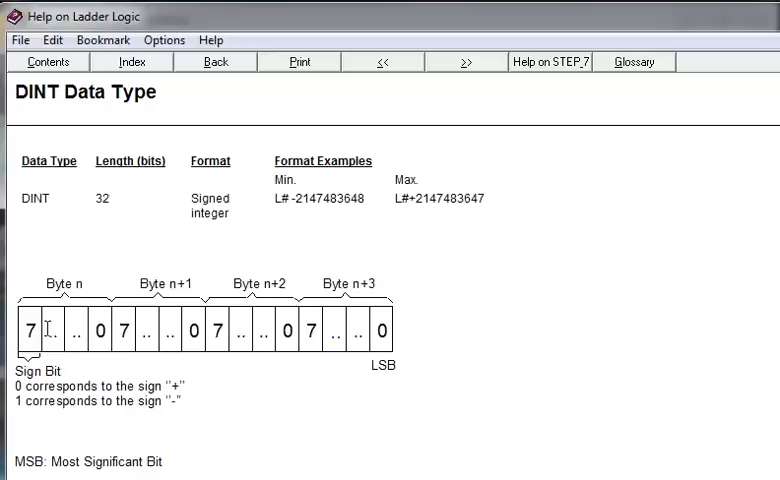 Help on Ladder Logic
File Edit Bookmark Options Help
Contents Index Back Print << >> Help on STEP_7 Glossary
DINT Data Type
Data Type Length (bits) Format Format Examples
Min. Max.
DINT 32 Signed L# -2147483648 L#+2147483647
integer
Byte n Byte n+1 Byte n+2 Byte n+3
7 .. .. 0 7 .. .. 0 7 .. .. 0 7 .. .. 0
Sign Bit LSB
0 corresponds to the sign "+"
1 corresponds to the sign "-"
MSB: Most Significant Bit